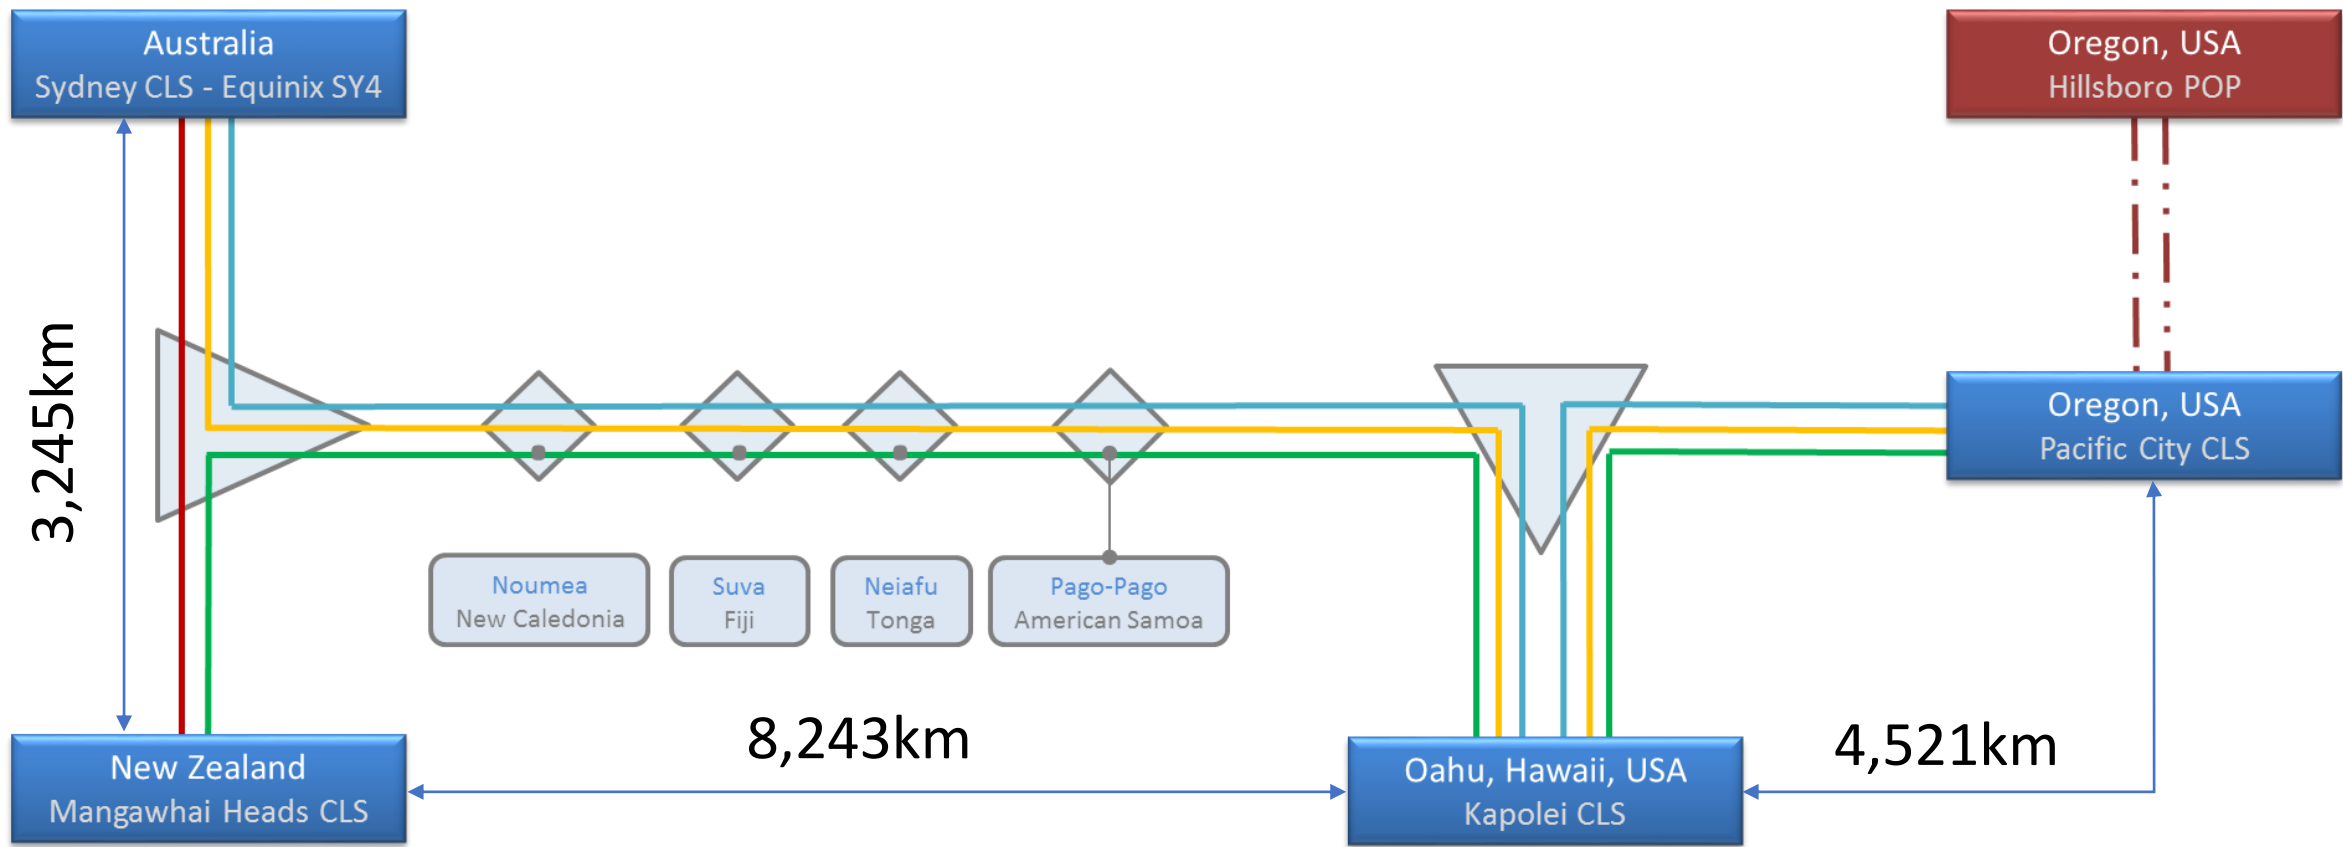 Australia
Sydney CLS - Equinix SY4
Oregon, USA
Hillsboro POP
3,245km
Oregon, USA
Pacific City CLS
Noumea
New Caledonia
Suva
Fiji
Neiafu
Tonga
Pago-Pago
American Samoa
8,243km
4,521km
New Zealand
Mangawhai Heads CLS
Oahu, Hawaii, USA
Kapolei CLS